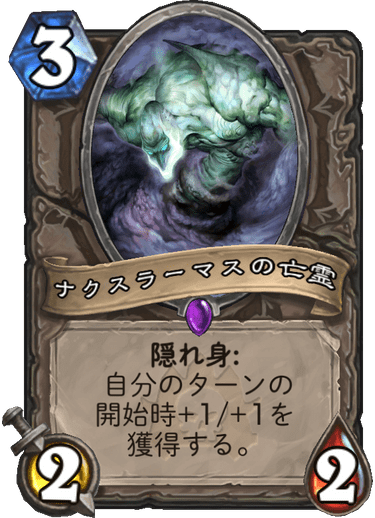 3
ナクスラーマスの亡霊
隠れ身:
自分のターンの
開始時+1/+1を
獲得する。
2
2